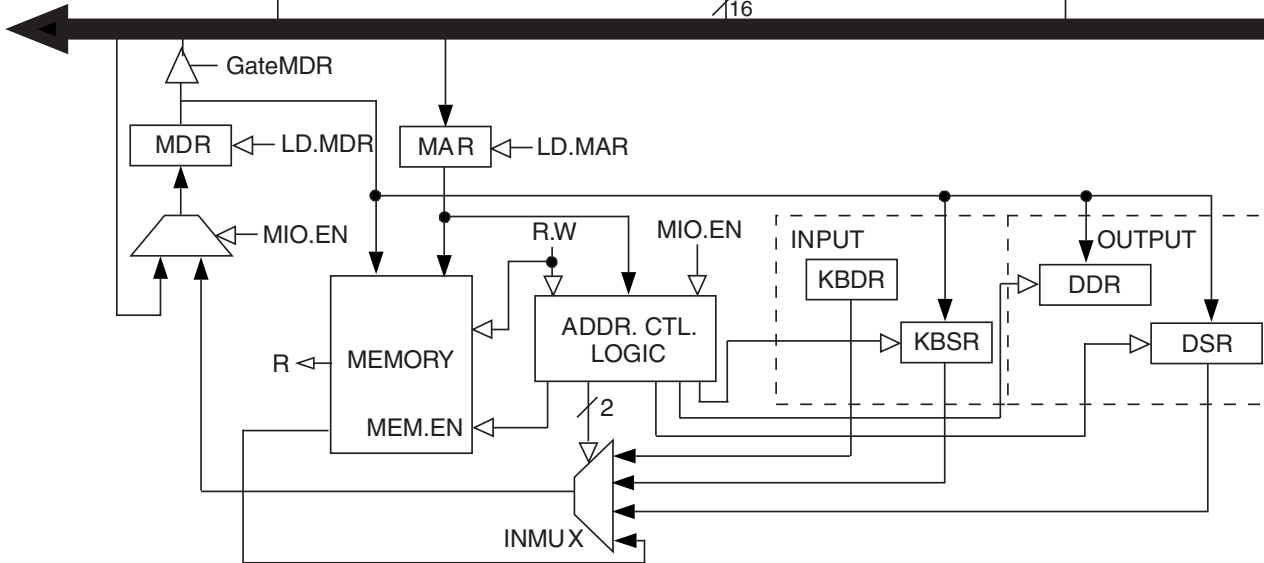 16
GateMDR
MDR
LD.MDR
MAR
LD.MAR
MIO.EN
R.W
MIO.EN
INPUT
OUTPUT
KBDR
DDR
ADDR. CTL.
LOGIC
KBSR
DSR
R
MEMORY
2
MEM.EN
INMUX